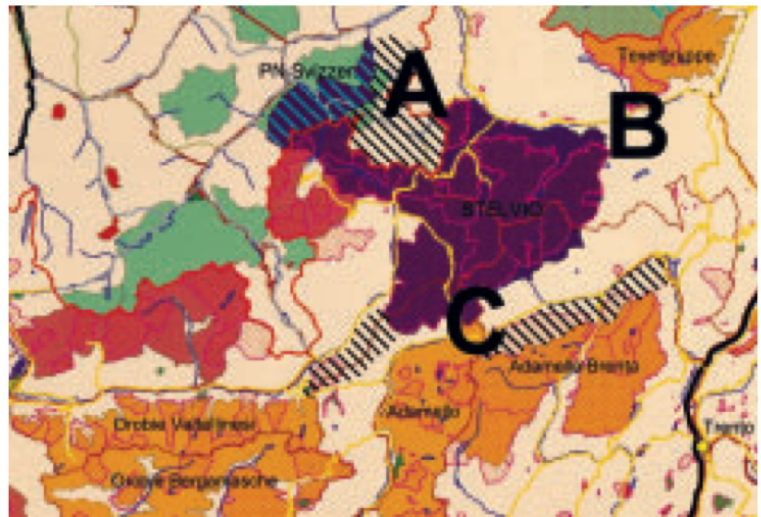 Texelgruppe
PN Svizzero
A
B
STELVIO
C
Adamello Brenta
Adamello
Orobie Valtellinesi
Trento
Orobie Bergamasche